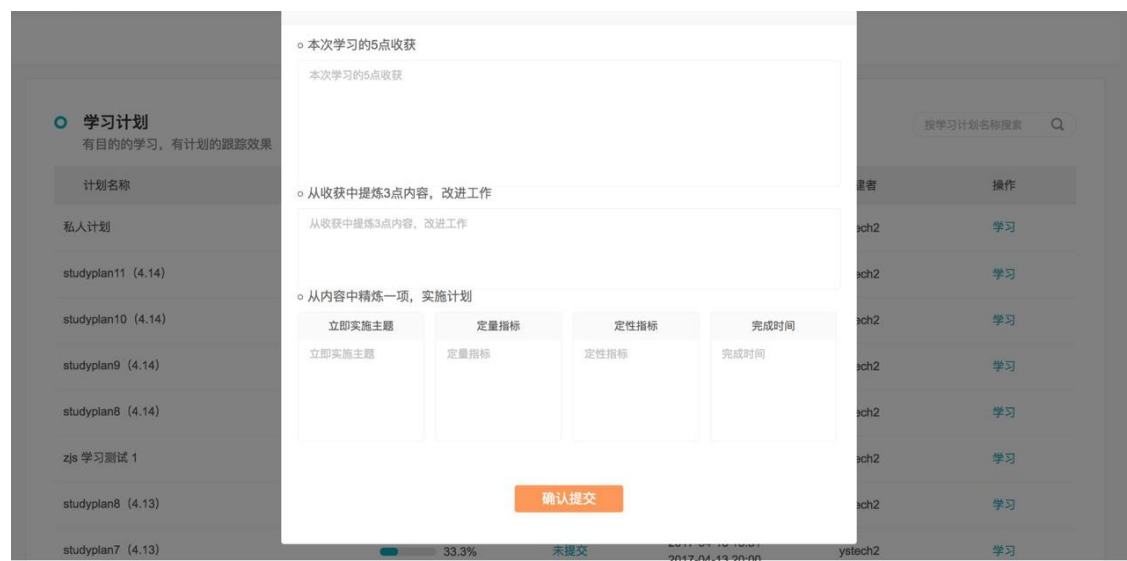 本次学习的5点收获
本次学习的5点收获
学习计划
有目的的学习，有计划的跟踪效果
按学习计划名称搜索
计划名称
建者
操作
从收获中提炼3点内容，改进工作
从收获中提炼3点内容，改进工作
私人计划
ech2
学习
studyplan11（4.14）
ech2
学习
从内容中精炼一项，实施计划
立即实施主题 定量指标 定性指标 完成时间
立即实施主题 定量指标 定性指标 完成时间
studyplan10（4.14）
ech2
学习
studyplan9（4.14）
ech2
学习
studyplan8（4.14）
ech2
学习
zjs 学习测试 1
ech2
学习
确认提交
studyplan8（4.13）
ech2
学习
studyplan7（4.13） 33.3% 未提交
2017-04-13 20:00
ystech2 学习